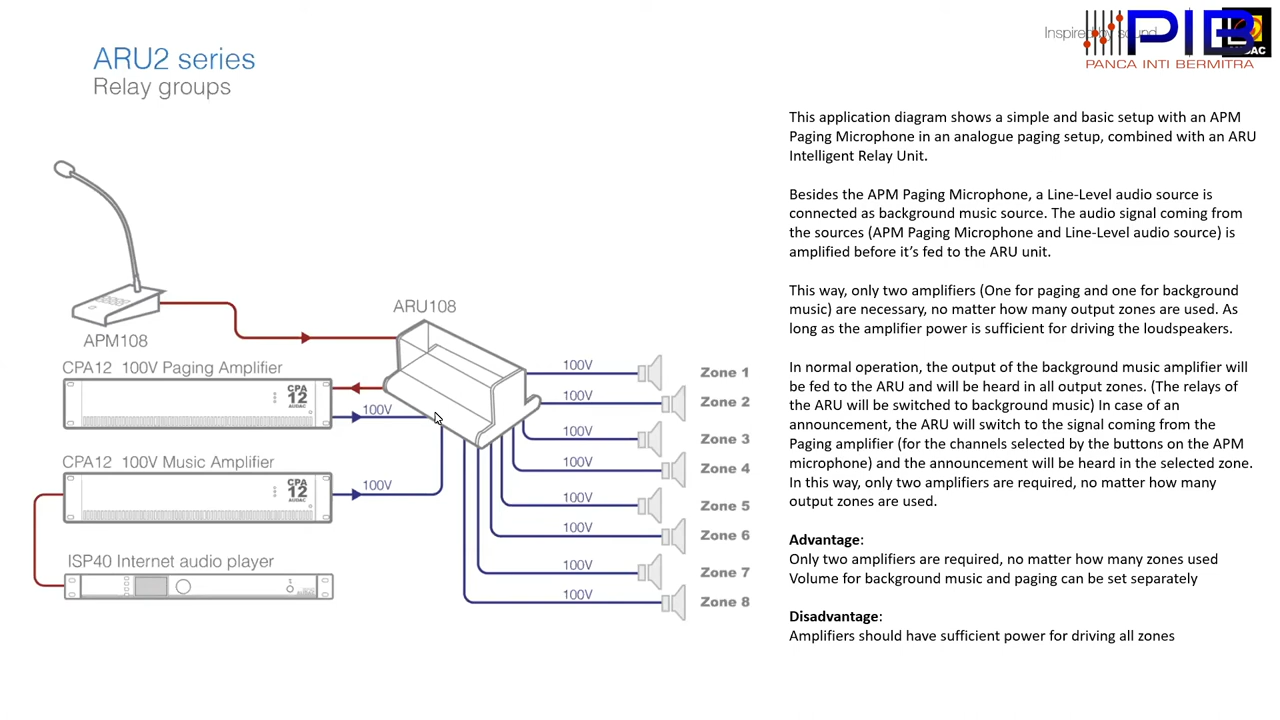 Inspired by sound
PIB
PANCA INTI BERMITRA
ARU2 series
Relay groups
This application diagram shows a simple and basic setup with an APM
Paging Microphone in an analogue paging setup, combined with an ARU
Intelligent Relay Unit.
Besides the APM Paging Microphone, a Line-Level audio source is
connected as background music source. The audio signal coming from
the sources (APM Paging Microphone and Line-Level audio source) is
amplified before it’s fed to the ARU unit.
This way, only two amplifiers (One for paging and one for background
music) are necessary, no matter how many output zones are used. As
long as the amplifier power is sufficient for driving the loudspeakers.
In normal operation, the output of the background music amplifier will
be fed to the ARU and will be heard in all output zones. (The relays of
the ARU will be switched to background music) In case of an
announcement, the ARU will switch to the signal coming from the
Paging amplifier (for the channels selected by the buttons on the APM
microphone) and the announcement will be heard in the selected zone.
In this way, only two amplifiers are required, no matter how many
output zones are used.
Advantage:
Only two amplifiers are required, no matter how many zones used
Volume for background music and paging can be set separately
Disadvantage:
Amplifiers should have sufficient power for driving all zones
ARU108
APM108
CPA12 100V Paging Amplifier
CPA
12
AUDAC
100V
CPA12 100V Music Amplifier
CPA
12
AUDAC
100V
ISP40 Internet audio player
100V
Zone 1
100V
Zone 2
100V
Zone 3
100V
Zone 4
100V
Zone 5
100V
Zone 6
100V
Zone 7
100V
Zone 8